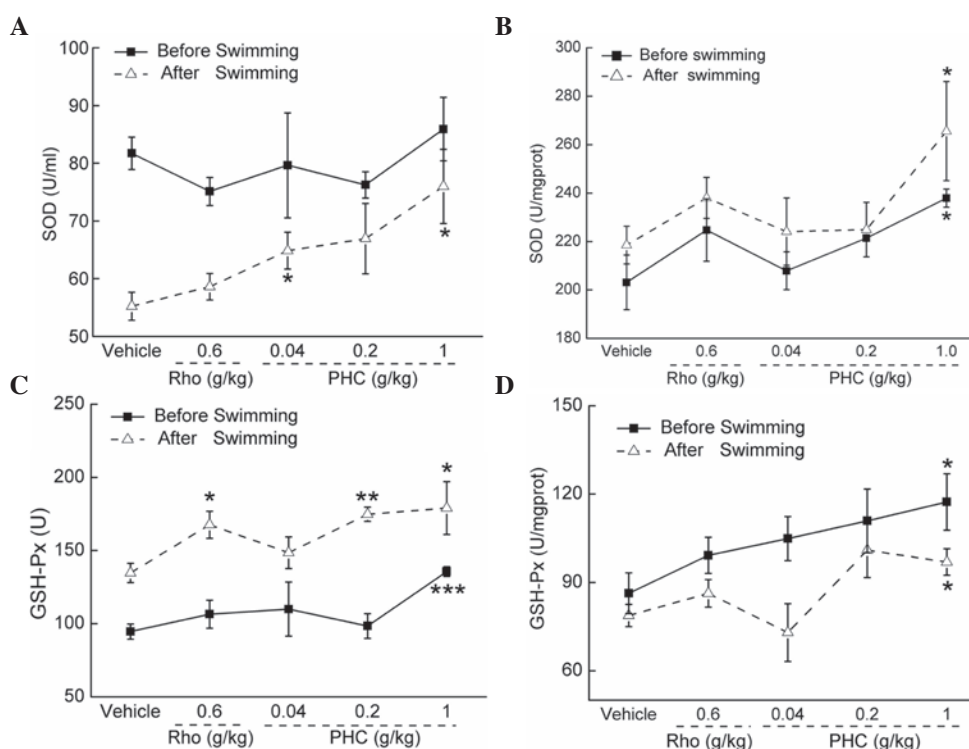 A
100
90
80
70
60
50
SOD (U/ml)
Before Swimming
After Swimming
*
*
Vehicle 0.6 0.04 0.2 1
Rho (g/kg) PHC (g/kg)
B
300
280
260
240
220
200
180
SOD (U/mgprot)
Before swimming
After swimming
*
*
Vehicle 0.6 0.04 0.2 1.0
Rho (g/kg) PHC (g/kg)
C
250
200
150
100
50
GSH-Px (U)
Before Swimming
After Swimming
* ** *
***
Vehicle 0.6 0.04 0.2 1
Rho (g/kg) PHC (g/kg)
D
150
120
90
60
GSH-Px (U/mgprot)
Before Swimming
After Swimming
*
*
Vehicle 0.6 0.04 0.2 1
Rho (g/kg) PHC (g/kg)